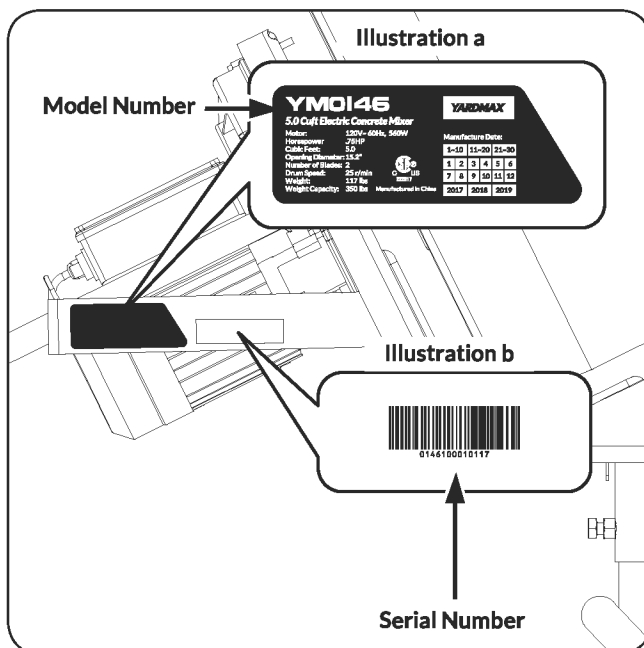 Illustration a
Model Number
YM0146
YARDMAX
5.0 Cuft Electric Concrete Mixer
Motor: 120V~ 60Hz, 560W
Horsepower .75HP
Cubic Feet: 5.0
Opening Diameter: 15.2"
Number of Blades: 2
Drum Speed: 25 r/min
Weight: 117 lbs
Weight Capacity: 350 lbs
C US
Manufactured in China
Manufacture Date:
1-10 11-20 21-30
1 2 3 4 5 6
7 8 9 10 11 12
2017 2018 2019
Illustration b
0146100010117
Serial Number